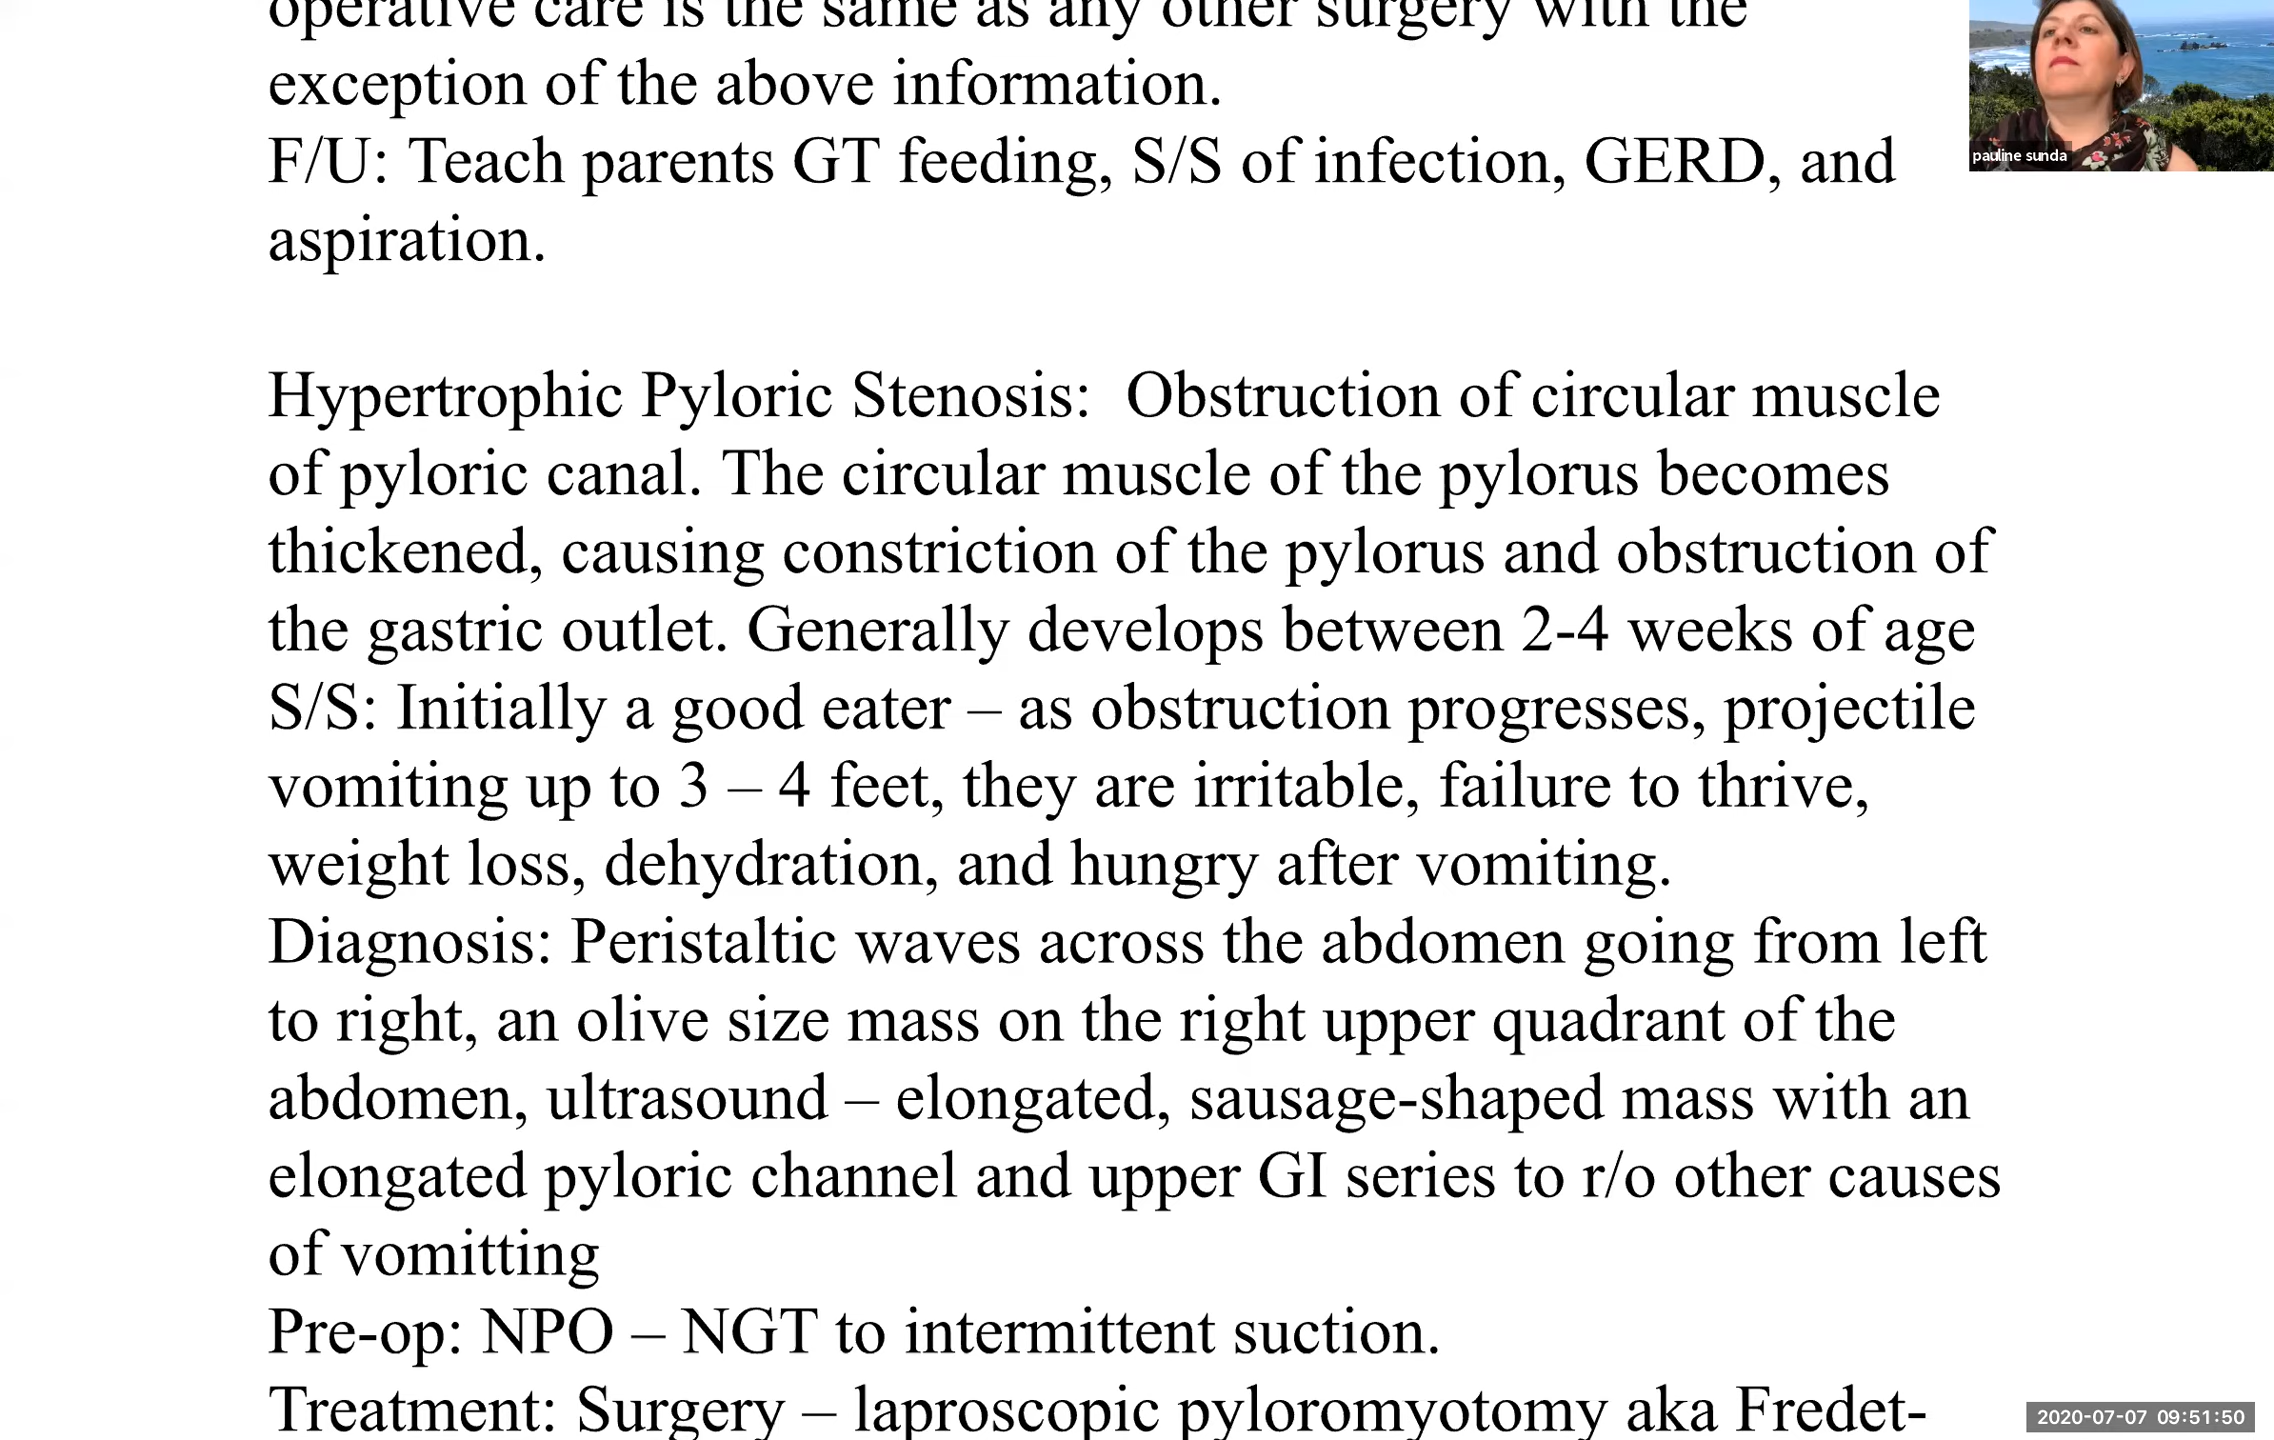 operative care is the same as any other surgery with the
exception of the above information.
F/U: Teach parents GT feeding, S/S of infection, GERD, and
aspiration.
Hypertrophic Pyloric Stenosis:  Obstruction of circular muscle
of pyloric canal. The circular muscle of the pylorus becomes
thickened, causing constriction of the pylorus and obstruction of
the gastric outlet. Generally develops between 2-4 weeks of age
S/S: Initially a good eater – as obstruction progresses, projectile
vomiting up to 3 – 4 feet, they are irritable, failure to thrive,
weight loss, dehydration, and hungry after vomiting.
Diagnosis: Peristaltic waves across the abdomen going from left
to right, an olive size mass on the right upper quadrant of the
abdomen, ultrasound – elongated, sausage-shaped mass with an
elongated pyloric channel and upper GI series to r/o other causes
of vomitting
Pre-op: NPO – NGT to intermittent suction.
Treatment: Surgery – laproscopic pyloromyotomy aka Fredet-
pauline sunda
2020-07-07 09:51:50